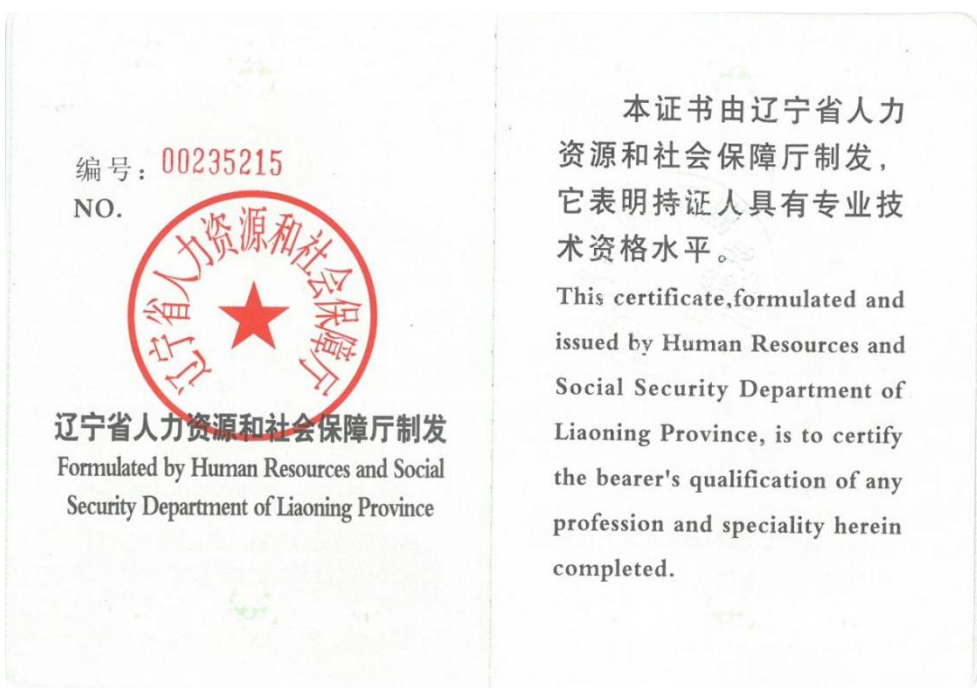 编号：00235215
NO.
辽宁省人力资源和社会保障厅
辽宁省人力资源和社会保障厅制发
Formulated by Human Resources and Social
Security Department of Liaoning Province
本证书由辽宁省人力
资源和社会保障厅制发，
它表明持证人具有专业技
术资格水平。
This certificate,formulated and
issued by Human Resources and
Social Security Department of
Liaoning Province, is to certify
the bearer's qualification of any
profession and speciality herein
completed.